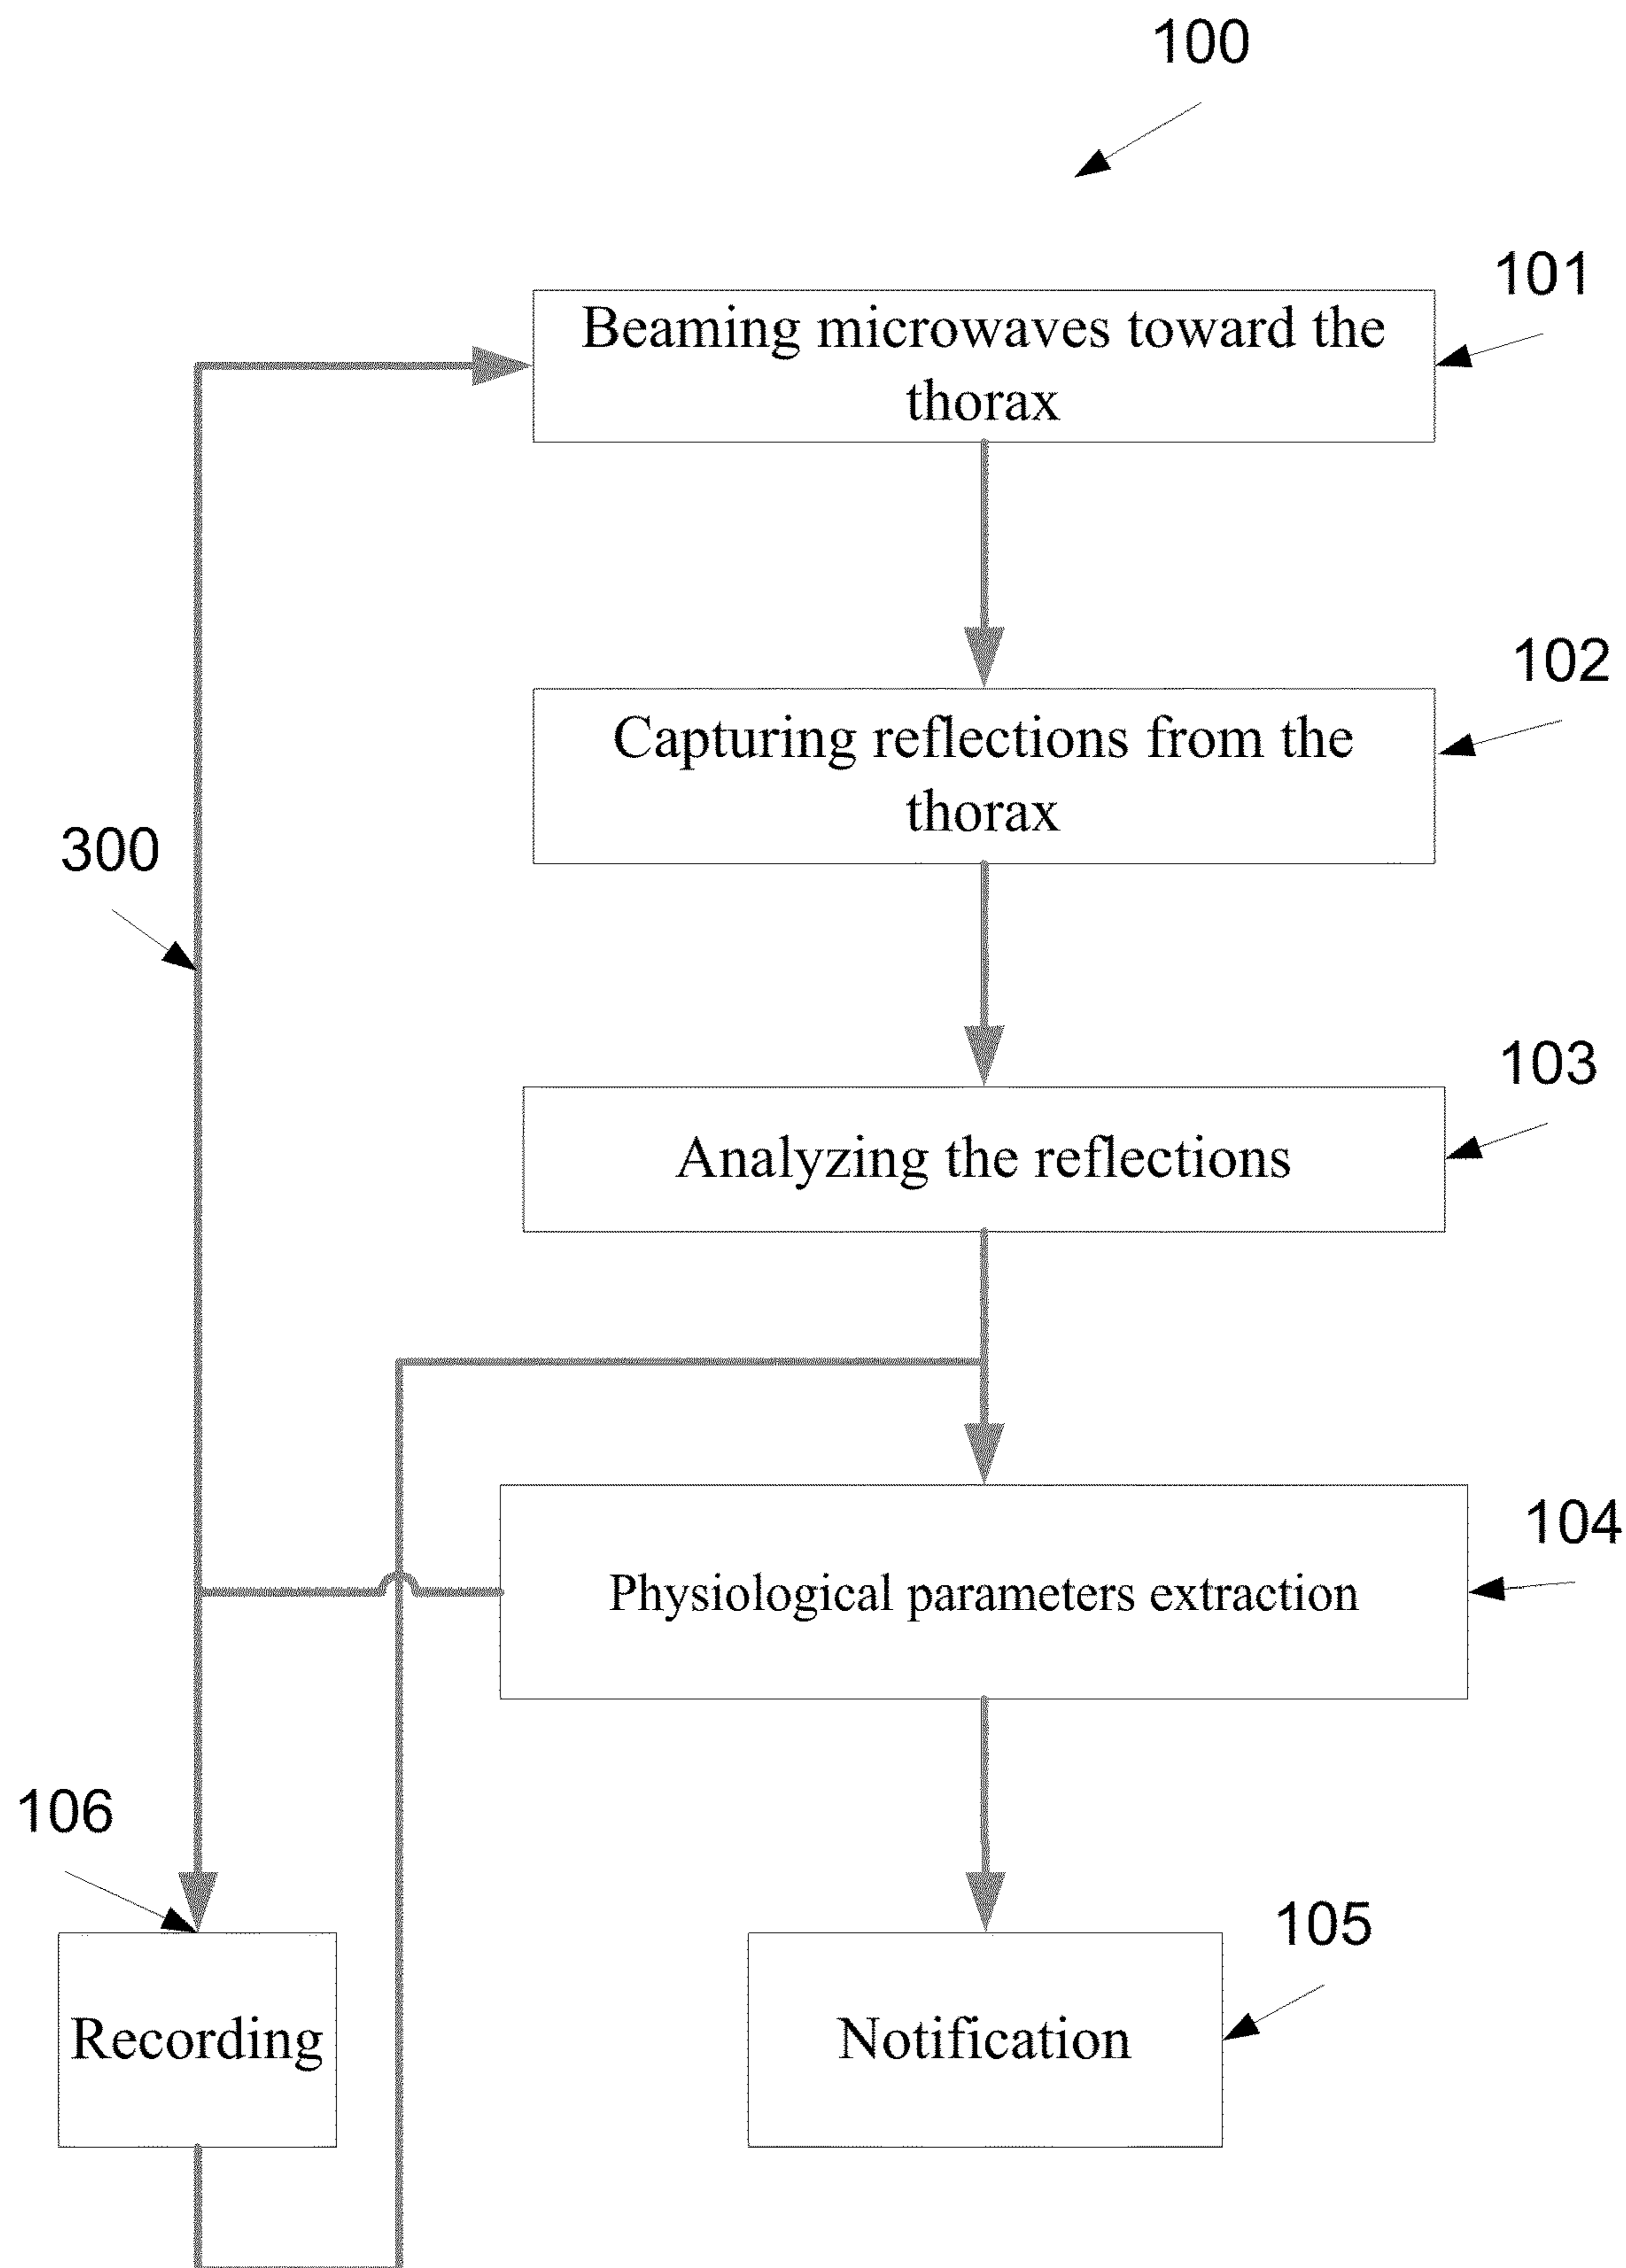 100
101
Beaming microwaves toward the
thorax
102
Capturing reflections from the
thorax
300
103
Analyzing the reflections
104
Physiological parameters extraction
106
105
Recording
Notification